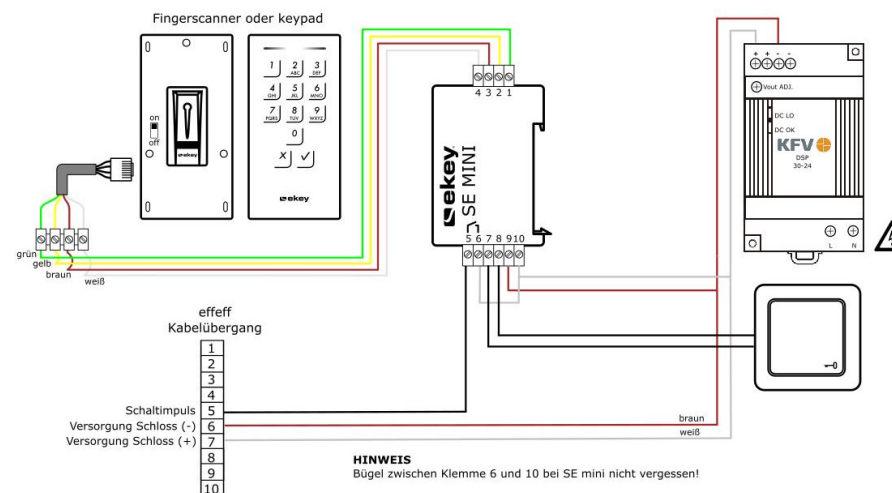 Fingerscanner oder keypad
on
off
1
2
ABC
3
DEF
4
GHI
5
JKL
6
MNO
7
PQRS
8
TUV
9
WXYZ
0
X ✓
ekey
ekey
grün
gelb
braun
weiß
4 3 2 1
ekey
SE MINI
5 6 7 8 9 10
+ + - -
Vout ADJ.
DC LO
DC OK
KFV
DSP
30-24
L N
effeff
Kabelübergang
1
2
3
4
Schaltimpuls 5
Versorgung Schloss (-) 6
Versorgung Schloss (+) 7
8
9
10
braun
weiß
HINWEIS
Bügel zwischen Klemme 6 und 10 bei SE mini nicht vergessen!